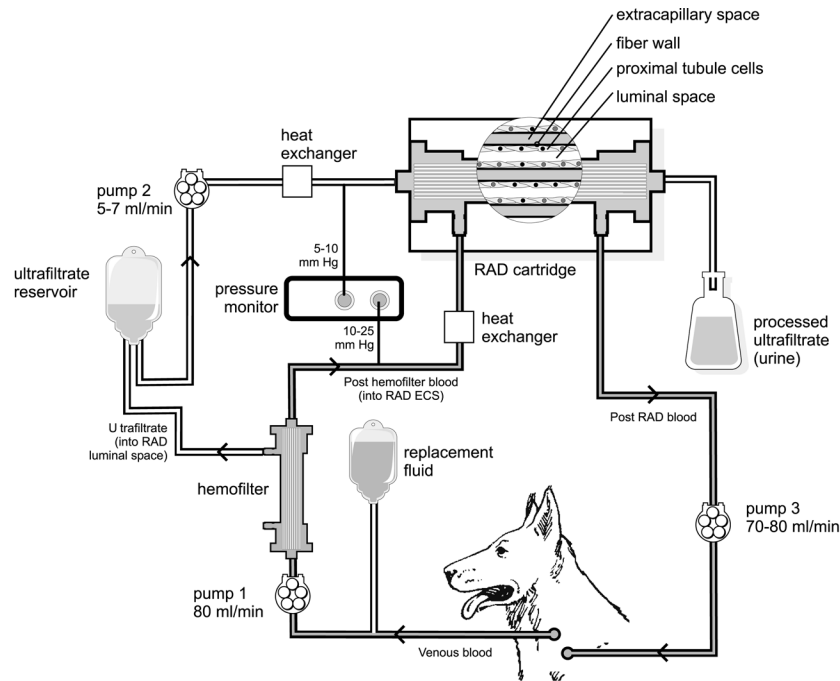 extracapillary space
fiber wall
proximal tubule cells
luminal space
heat
exchanger
pump 2
5-7 ml/min
5-10
mm Hg
RAD cartridge
ultrafiltrate
reservoir
pressure
monitor
10-25
mm Hg
heat
exchanger
processed
ultrafiltrate
(urine)
Post hemofilter blood
(into RAD ECS)
Post RAD blood
U trafiltrate
(into RAD
luminal space)
replacement
fluid
hemofilter
pump 3
70-80 ml/min
pump 1
80 ml/min
Venous blood